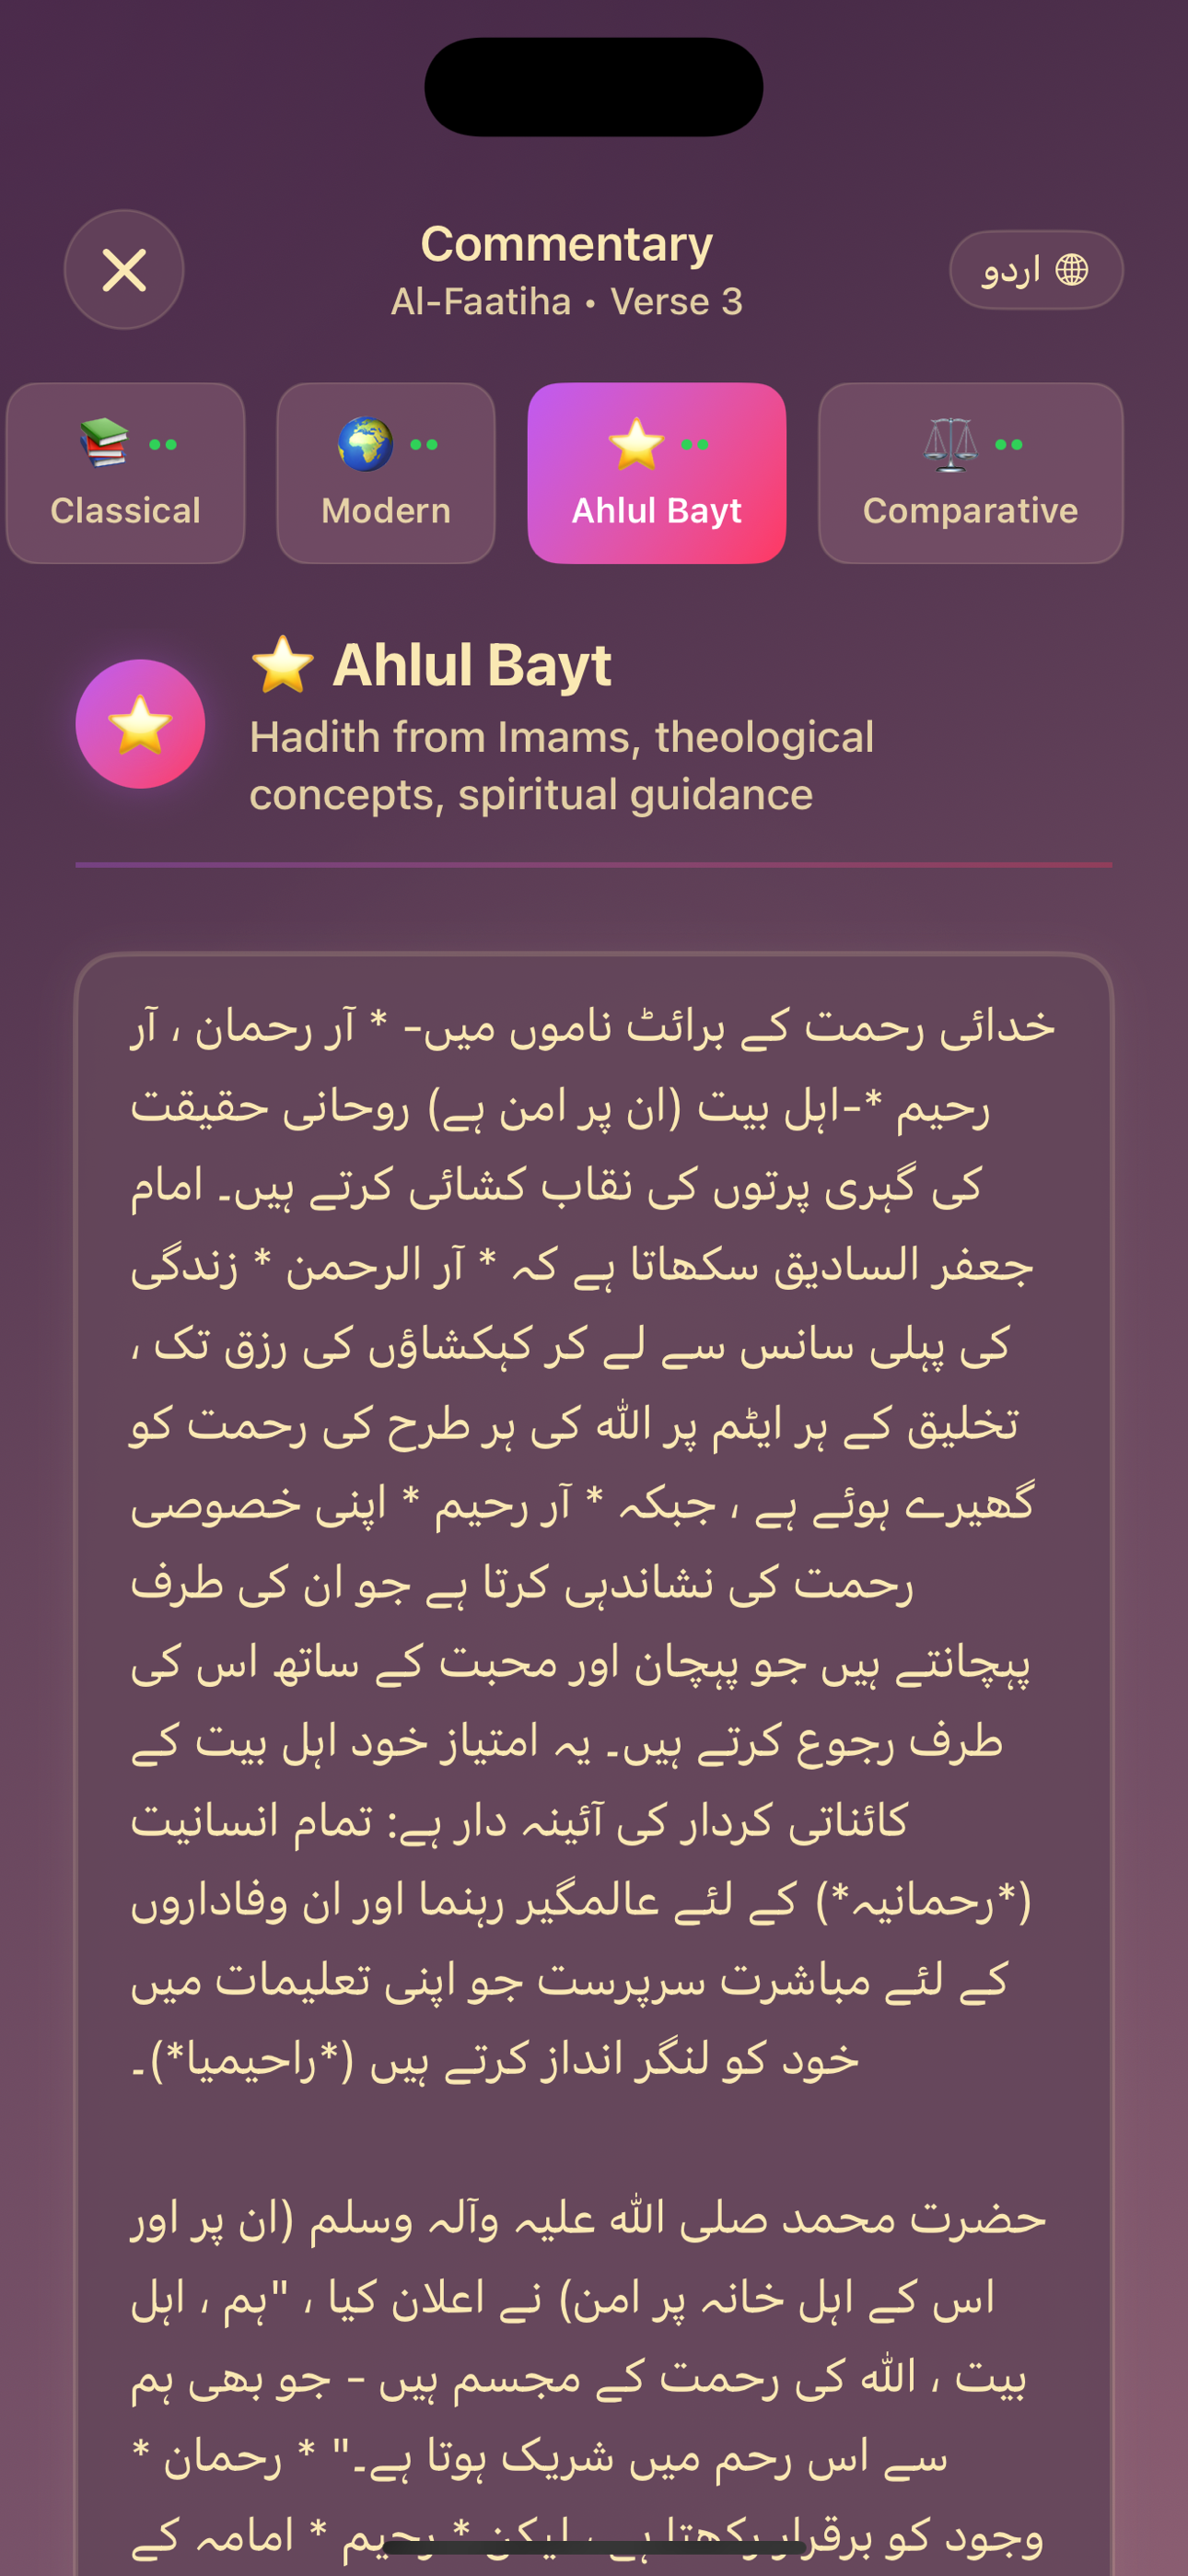 Commentary
Al-Faatiha • Verse 3
اردو
Classical
Modern
Ahlul Bayt
Comparative
Ahlul Bayt
Hadith from Imams, theological
concepts, spiritual guidance
خدائی رحمت کے برائٹ ناموں میں- * آر رحمان ، آر
رحیم *-اہل بیت (ان پر امن ہے) روحانی حقیقت
کی گہری پرتوں کی نقاب کشائی کرتے ہیں۔ امام
جعفر السادیق سکھاتا ہے کہ * آر الرحمن * زندگی
کی پہلی سانس سے لے کر کہکشاؤں کی رزق تک ،
تخلیق کے ہر ایٹم پر اللہ کی ہر طرح کی رحمت کو
گھیرے ہوئے ہے ، جبکہ * آر رحیم * اپنی خصوصی
رحمت کی نشاندہی کرتا ہے جو ان کی طرف
پہچانتے ہیں جو پہچان اور محبت کے ساتھ اس کی
طرف رجوع کرتے ہیں۔ یہ امتیاز خود اہل بیت کے
کائناتی کردار کی آئینہ دار ہے: تمام انسانیت
(*رحمانیہ*) کے لئے عالمگیر رہنما اور ان وفاداروں
کے لئے مباشرت سرپرست جو اپنی تعلیمات میں
خود کو لنگر انداز کرتے ہیں (*راحیمیا*)۔
حضرت محمد صلی اللہ علیہ وآلہ وسلم (ان پر اور
اس کے اہل خانہ پر امن) نے اعلان کیا ، "ہم ، اہل
بیت ، اللہ کی رحمت کے مجسم ہیں - جو بھی ہم
سے اس رحم میں شریک ہوتا ہے۔" * رحمان *
وجود کو برقرار رکھتا ہے ، لیکن * رحیم * امامہ کے